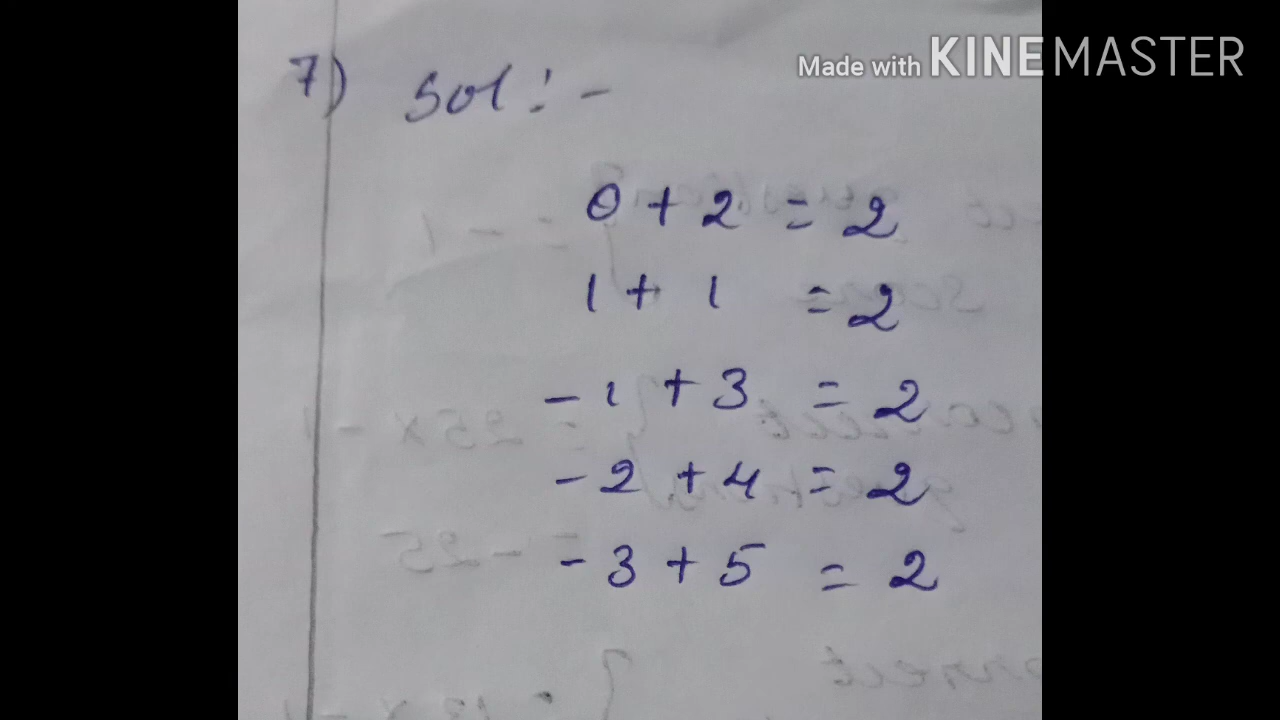 Made with KINEMASTER
7) Sol :-
0 + 2 = 2
1 + 1 = 2
- 1 + 3 = 2
- 2 + 4 = 2
- 3 + 5 = 2